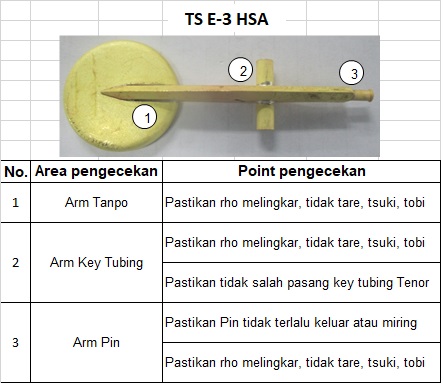 TS E-3 HSA
2
3
1
No. Area pengecekan Point pengecekan
1 Arm Tanpo Pastikan rho melingkar, tidak tare, tsuki, tobi
2 Arm Key Tubing Pastikan rho melingkar, tidak tare, tsuki, tobi
Pastikan tidak salah pasang key tubing Tenor
3 Arm Pin Pastikan Pin tidak terlalu keluar atau miring
Pastikan rho melingkar, tidak tare, tsuki, tobi